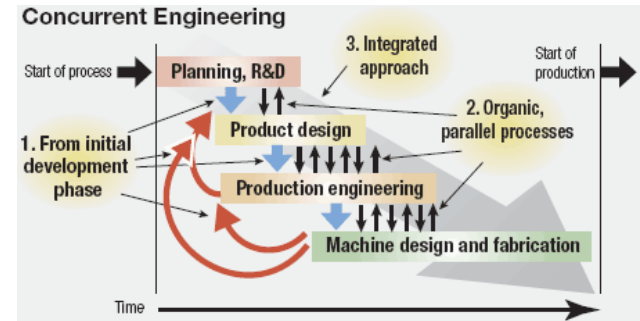 Concurrent Engineering
Start of process
Planning, R&D
3. Integrated
approach
Start of
production
1. From initial
development
phase
Product design
2. Organic,
parallel processes
Production engineering
Machine design and fabrication
Time